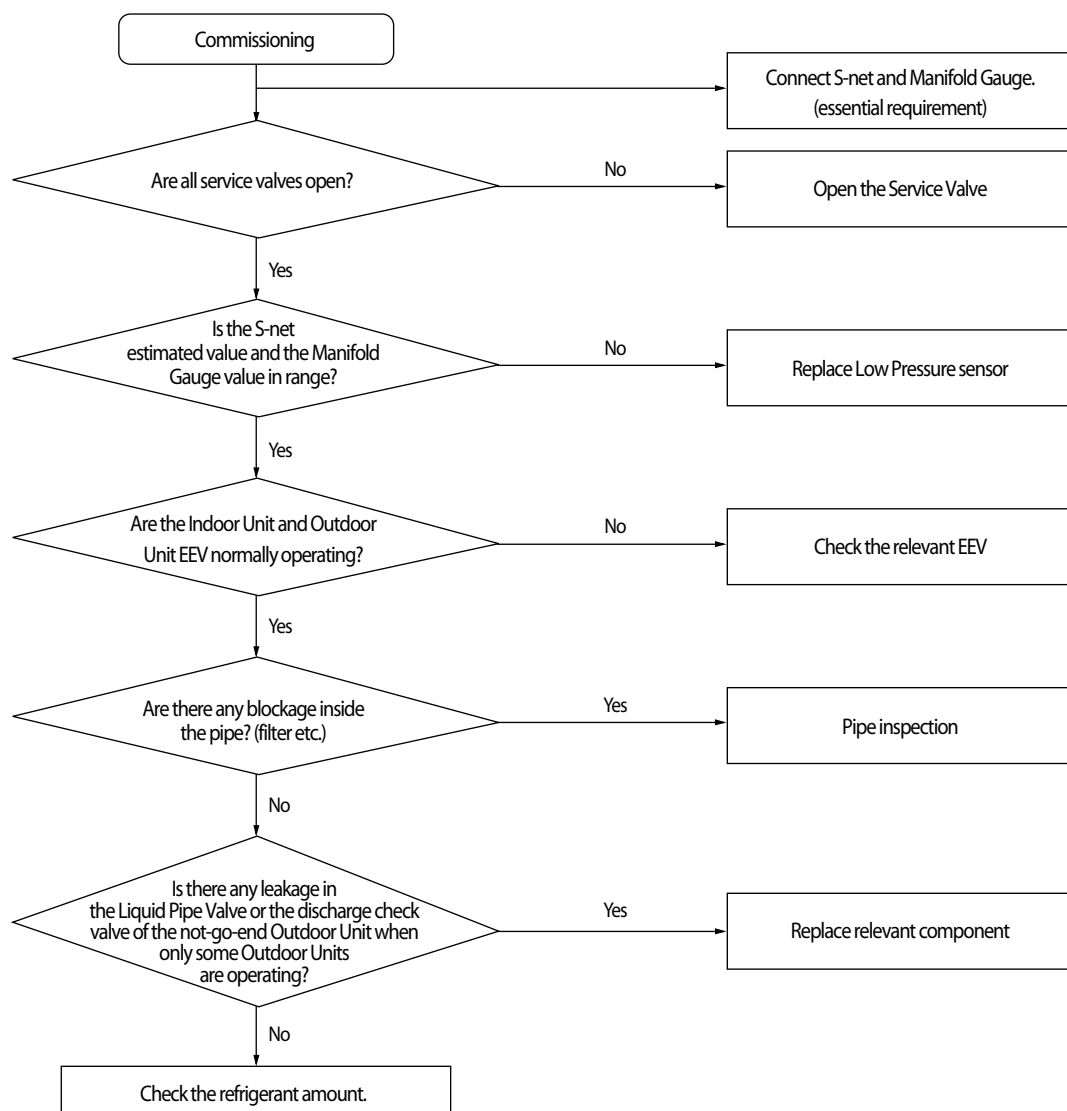 Commissioning
Connect S-net and Manifold Gauge.
(essential requirement)
Are all service valves open?
No
Open the Service Valve
Yes
Is the S-net
estimated value and the Manifold
Gauge value in range?
No
Replace Low Pressure sensor
Yes
Are the Indoor Unit and Outdoor
Unit EEV normally operating?
No
Check the relevant EEV
Yes
Are there any blockage inside
the pipe? (filter etc.)
Yes
Pipe inspection
No
Is there any leakage in
the Liquid Pipe Valve or the discharge check
valve of the not-go-end Outdoor Unit when
only some Outdoor Units
are operating?
Yes
Replace relevant component
No
Check the refrigerant amount.